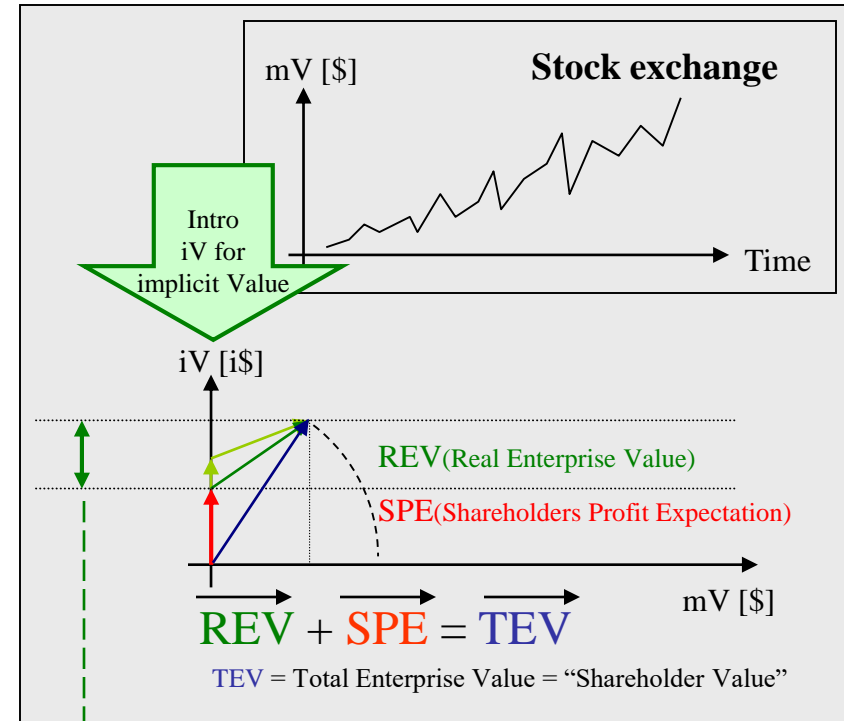 mV [$]
Stock exchange
Time
Intro
iV for
implicit Value
iV [i$]
REV(Real Enterprise Value)
SPE(Shareholders Profit Expectation)
mV [$]
REV + SPE = TEV
TEV = Total Enterprise Value = “Shareholder Value”